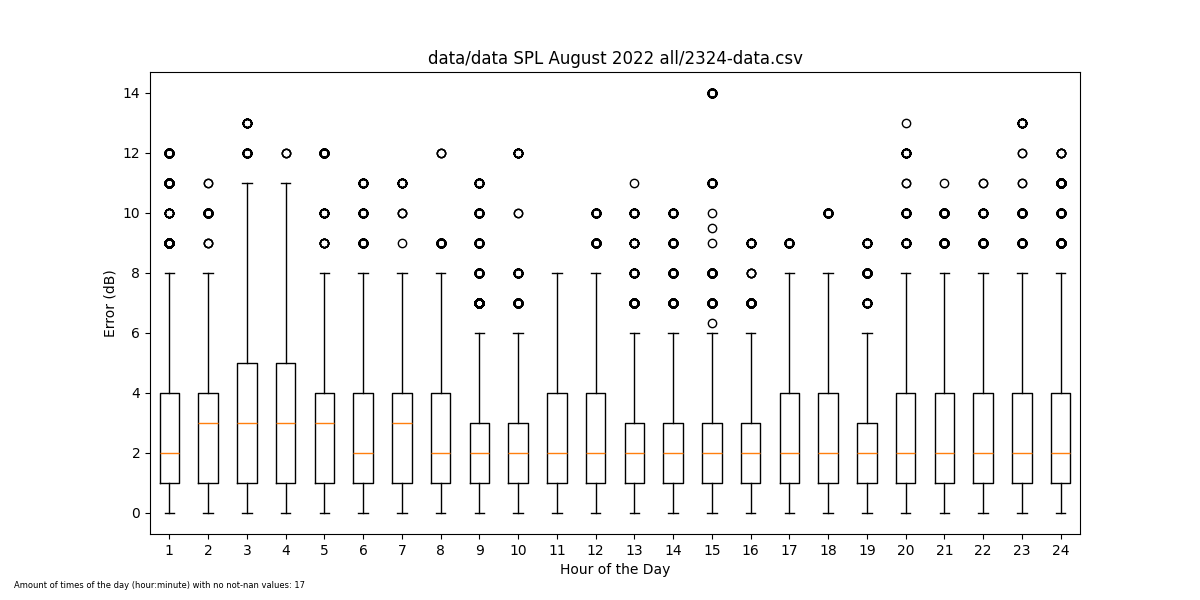 data/data SPL August 2022 all/2324-data.csv
14
12
10
8
6
4
2
0
Error (dB)
1 2 3 4 5 6 7 8 9 10 11 12 13 14 15 16 17 18 19 20 21 22 23 24
Hour of the Day
Amount of times of the day (hour:minute) with no not-nan values: 17